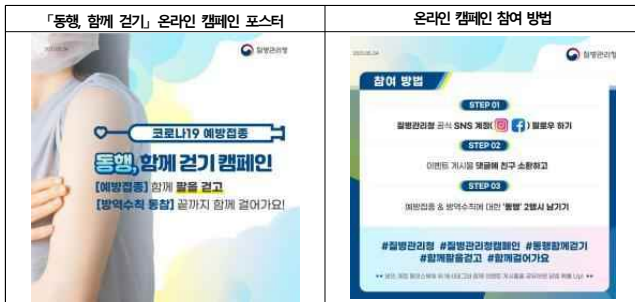 「동행, 함께 걷기」 온라인 캠페인 포스터
온라인 캠페인 참여 방법
질병관리청
코로나19 예방접종
동행, 함께 걷기 캠페인
[예방접종] 함께 팔을 걷고
[방역수칙 동참] 끝까지 함께 걸어가요!
질병관리청
참여 방법
STEP 01
질병관리청 공식 SNS 계정( ) 팔로우 하기
STEP 02
이벤트 게시물 댓글에 친구 소환하고
STEP 03
예방접종 & 방역수칙에 대한 '동행' 2행시 남기기
#질병관리청 #질병관리청캠페인 #동행함께걷기
#함께팔을걷고 #함께걸어가요